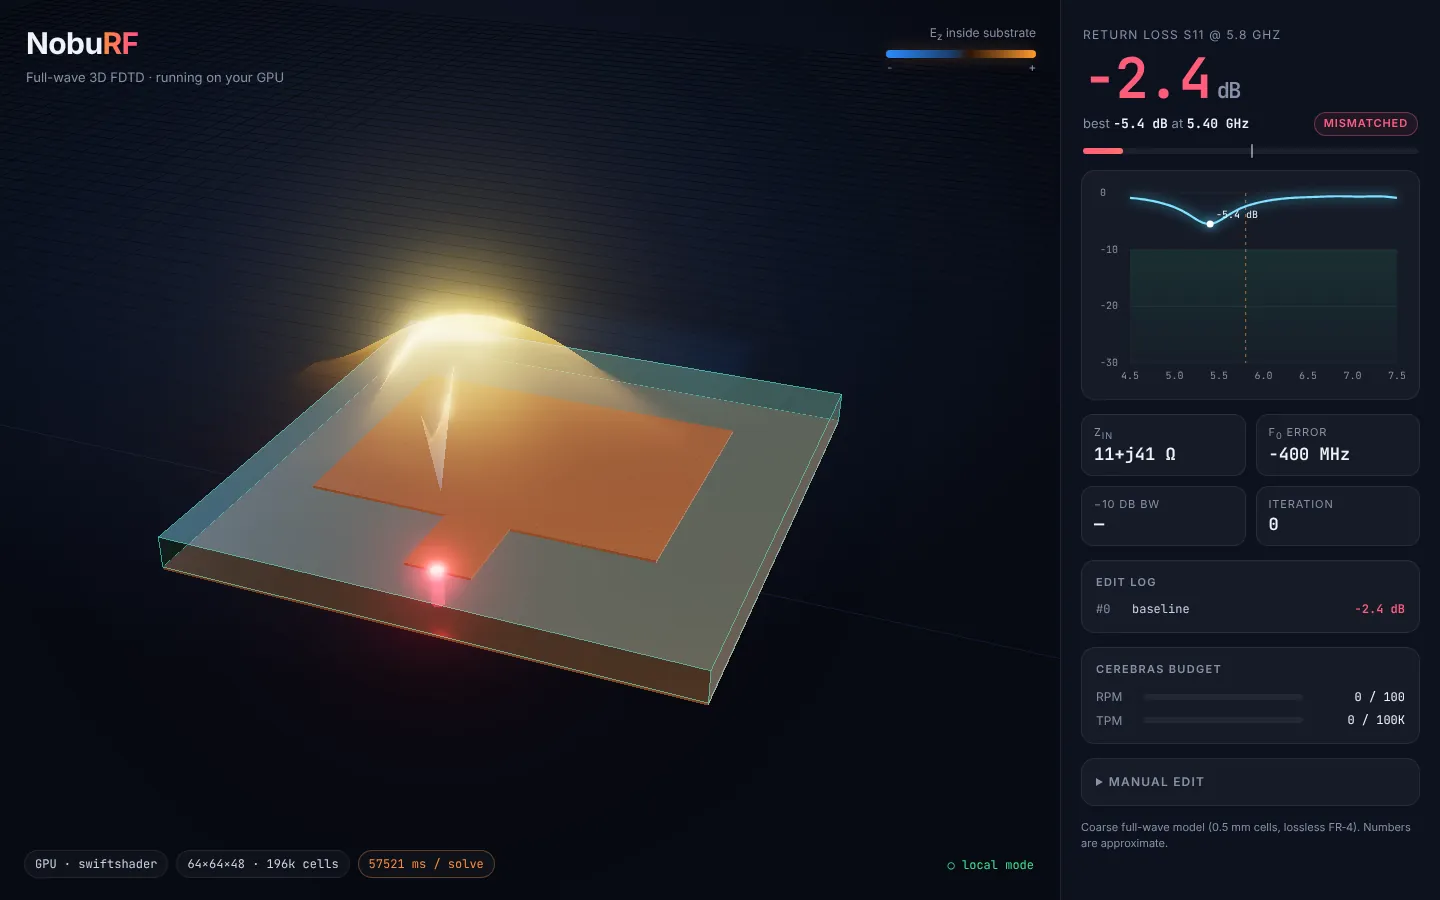 NobuRF
Full-wave 3D FDTD · running on your GPU
Ez inside substrate
- +
RETURN LOSS S11 @ 5.8 GHZ
-2.4 dB
best -5.4 dB at 5.40 GHz
MISMATCHED
0
-5.4 dB
-10
-20
-30
4.5 5.0 5.5 6.0 6.5 7.0 7.5
ZIN
11+j41 Ω
F0 ERROR
-400 MHz
−10 DB BW
—
ITERATION
0
EDIT LOG
#0 baseline -2.4 dB
CEREBRAS BUDGET
RPM 0 / 100
TPM 0 / 100K
▶ MANUAL EDIT
Coarse full-wave model (0.5 mm cells, lossless FR-4). Numbers
are approximate.
GPU · swiftshader
64×64×48 · 196k cells
57521 ms / solve
○ local mode